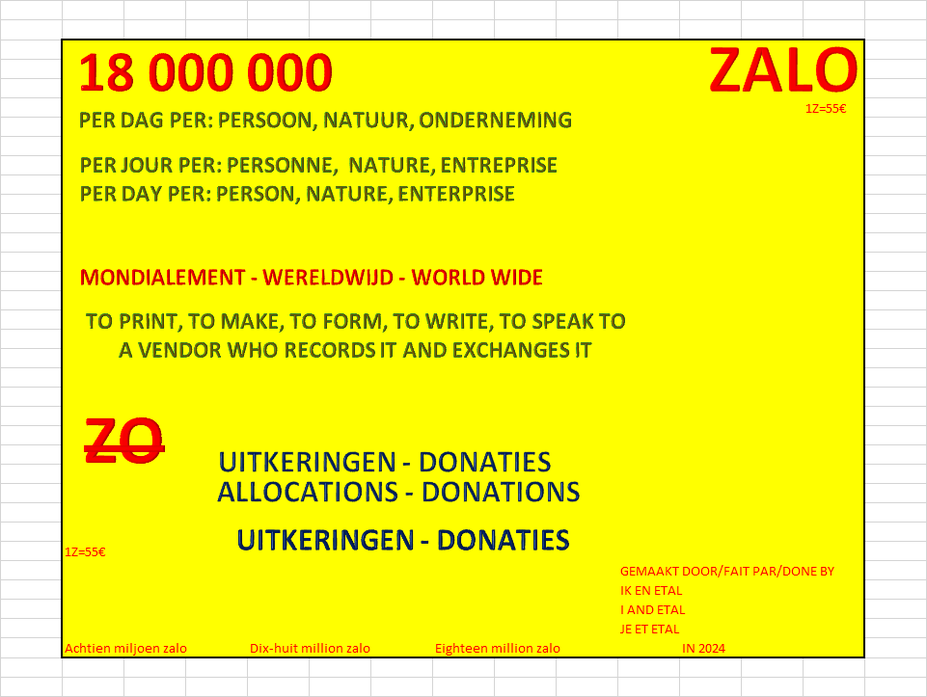 18 000 000
ZALO
1Z=55€
PER DAG PER: PERSOON, NATUUR, ONDERNEMING
PER JOUR PER: PERSONNE, NATURE, ENTREPRISE
PER DAY PER: PERSON, NATURE, ENTERPRISE
MONDIALEMENT - WERELDWIJD - WORLD WIDE
TO PRINT, TO MAKE, TO FORM, TO WRITE, TO SPEAK TO
A VENDOR WHO RECORDS IT AND EXCHANGES IT
ZO
UITKERINGEN - DONATIES
ALLOCATIONS - DONATIONS
UITKERINGEN - DONATIES
1Z=55€
GEMAAKT DOOR/FAIT PAR/DONE BY
IK EN ETAL
I AND ETAL
JE ET ETAL
Achtien miljoen zalo Dix-huit million zalo Eighteen million zalo IN 2024